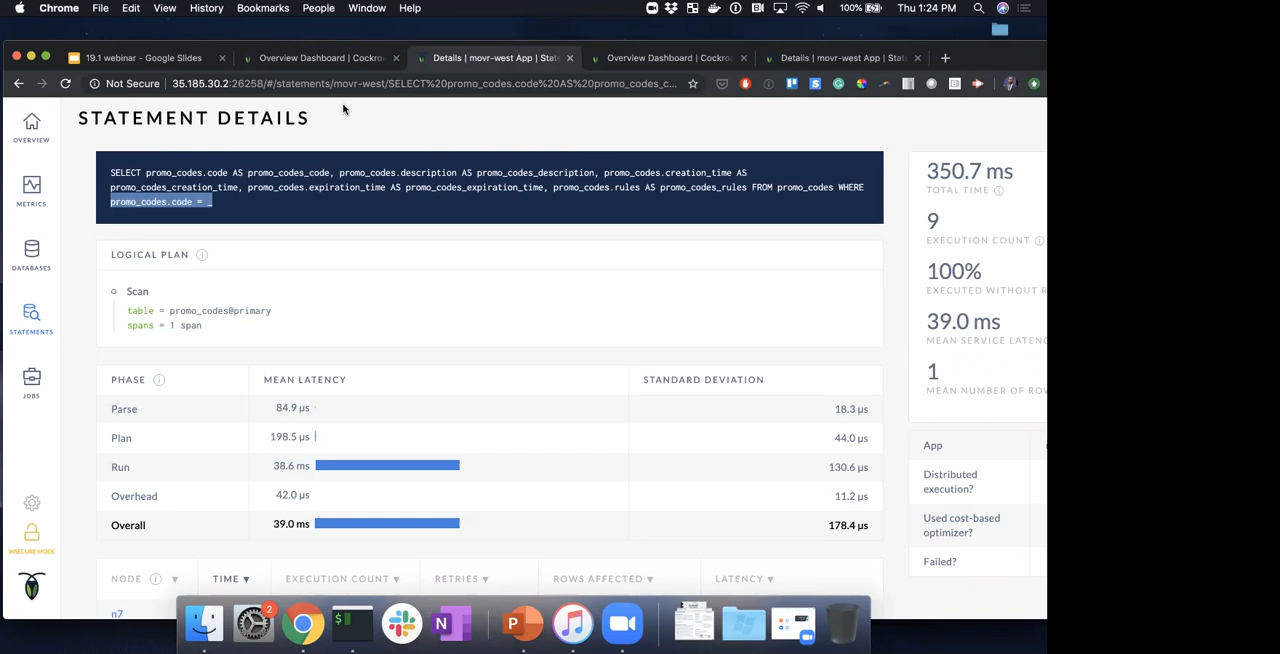 Chrome File Edit View History Bookmarks People Window Help 100% Thu 1:24 PM
19.1 webinar - Google Slides
Overview Dashboard | Cockro
Details | movr-west App | State
Overview Dashboard | Cockro
Details | movr-west App | State
Not Secure 35.185.30.2:26258/#/statements/movr-west/SELECT%20promo_codes.code%20AS%20promo_codes_c...
OVERVIEW
METRICS
DATABASES
STATEMENTS
JOBS
INSECURE MODE
STATEMENT DETAILS
SELECT promo_codes.code AS promo_codes_code, promo_codes.description AS promo_codes_description, promo_codes.creation_time AS
promo_codes_creation_time, promo_codes.expiration_time AS promo_codes_expiration_time, promo_codes.rules AS promo_codes_rules FROM promo_codes WHERE
promo_codes.code = _
LOGICAL PLAN
Scan
table = promo_codes@primary
spans = 1 span
PHASE MEAN LATENCY STANDARD DEVIATION
Parse 84.9 µs 18.3 µs
Plan 198.5 µs 44.0 µs
Run 38.6 ms 130.6 µs
Overhead 42.0 µs 11.2 µs
Overall 39.0 ms 178.4 µs
NODE TIME EXECUTION COUNT RETRIES ROWS AFFECTED LATENCY
n7
350.7 ms
TOTAL TIME
9
EXECUTION COUNT
100%
EXECUTED WITHOUT R
39.0 ms
MEAN SERVICE LATENC
1
MEAN NUMBER OF ROW
App
Distributed
execution?
Used cost-based
optimizer?
Failed?
2
$
N
P